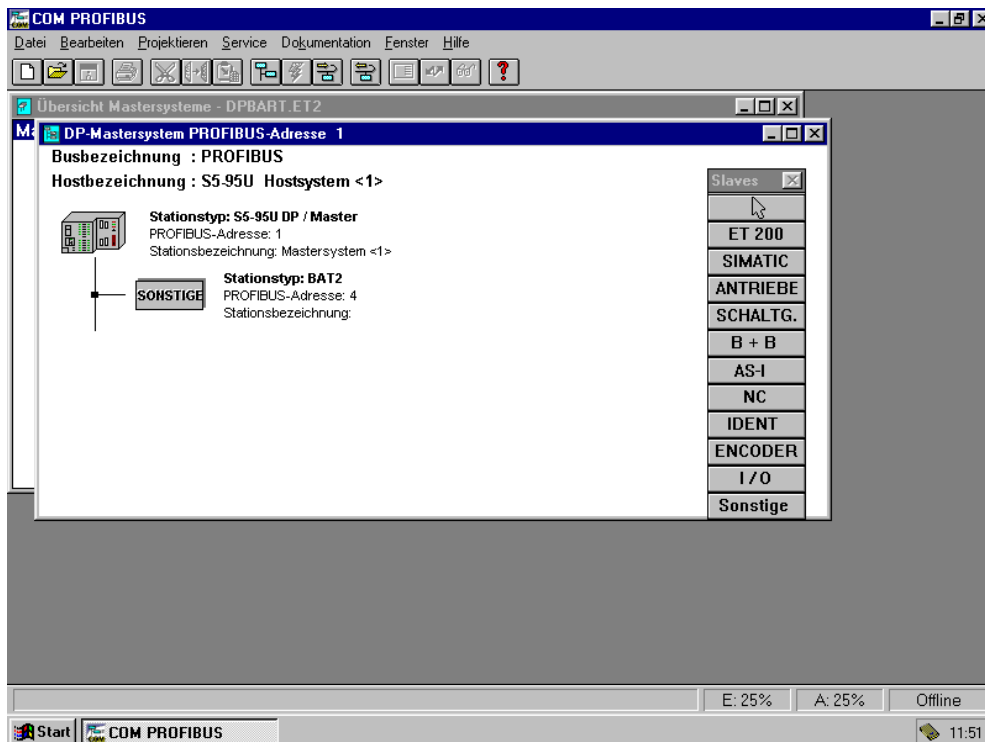 COM PROFIBUS
Datei Bearbeiten Projektieren Service Dokumentation Fenster Hilfe
Übersicht Mastersysteme - DPBART.ET2
DP-Mastersystem PROFIBUS-Adresse 1
Busbezeichnung : PROFIBUS
Hostbezeichnung : S5-95U Hostsystem <1>
Stationstyp: S5-95U DP / Master
PROFIBUS-Adresse: 1
Stationsbezeichnung: Mastersystem <1>
SONSTIGE
Stationstyp: BAT2
PROFIBUS-Adresse: 4
Stationsbezeichnung:
Slaves
ET 200
SIMATIC
ANTRIEBE
SCHALTG.
B + B
AS-I
NC
IDENT
ENCODER
I / O
Sonstige
E: 25% A: 25% Offline
Start COM PROFIBUS 11:51